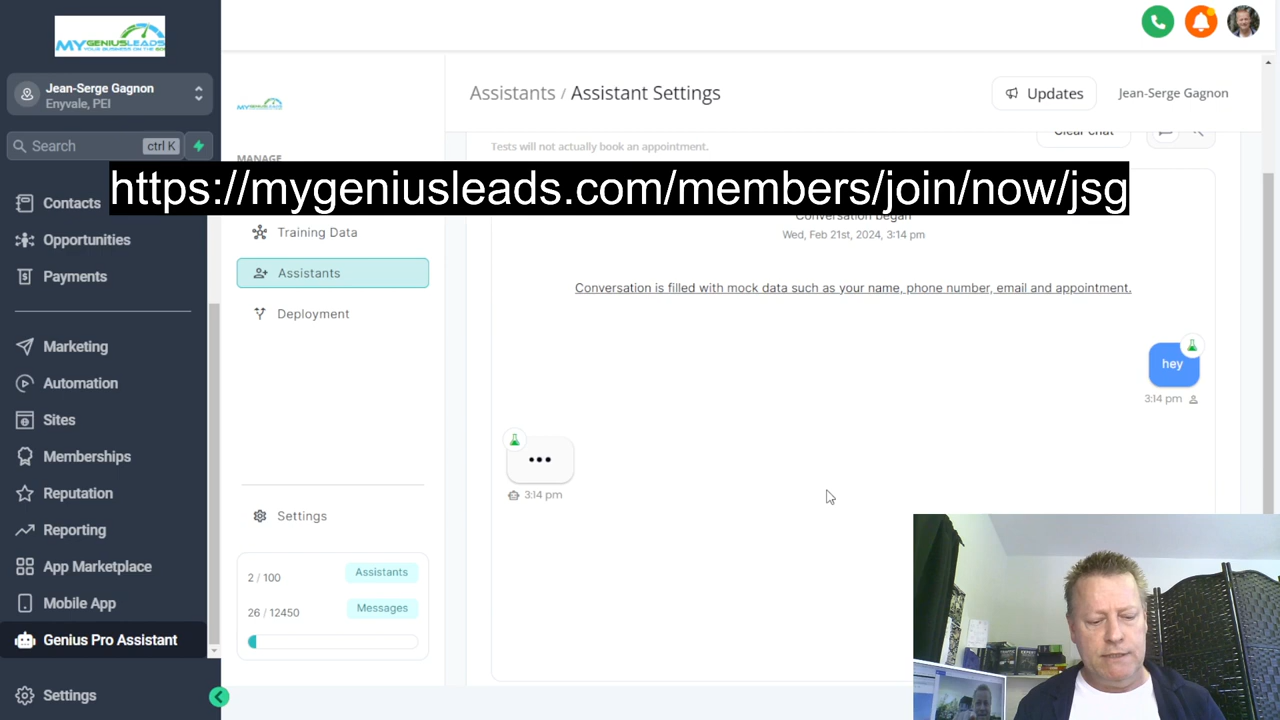 MYGENIUSLEADS
Jean-Serge Gagnon
Enyvale, PEI
Search
ctrl K
Contacts
Opportunities
Payments
Marketing
Automation
Sites
Memberships
Reputation
Reporting
App Marketplace
Mobile App
Genius Pro Assistant
Settings
MANAGE
https://mygeniusleads.com/members/join/now/jsg
Training Data
Assistants
Deployment
Settings
2 / 100
Assistants
26 / 12450
Messages
Assistants / Assistant Settings
Updates
Jean-Serge Gagnon
Tests will not actually book an appointment.
Clear chat
Conversation began
Wed, Feb 21st, 2024, 3:14 pm
Conversation is filled with mock data such as your name, phone number, email and appointment.
hey
3:14 pm
3:14 pm